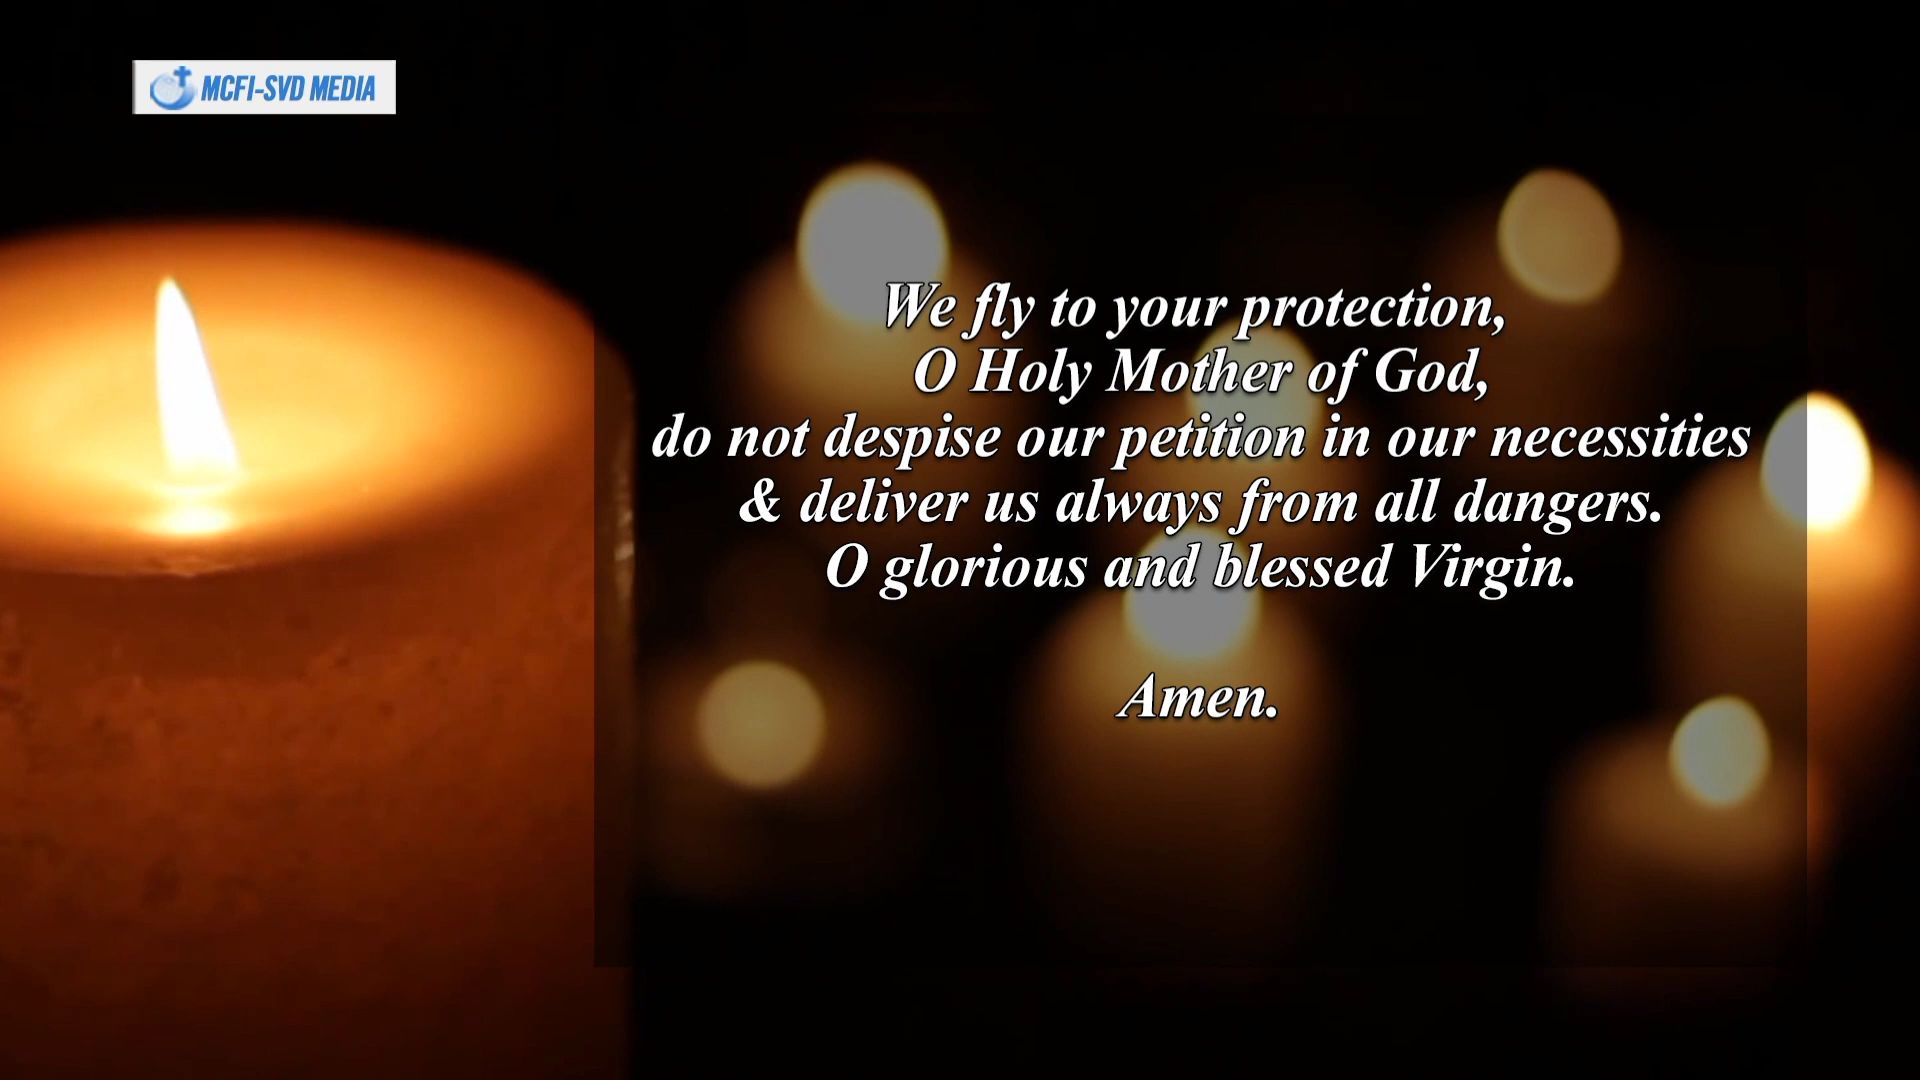 MCFI-SVD MEDIA
We fly to your protection,
O Holy Mother of God,
do not despise our petition in our necessities
& deliver us always from all dangers.
O glorious and blessed Virgin.
Amen.